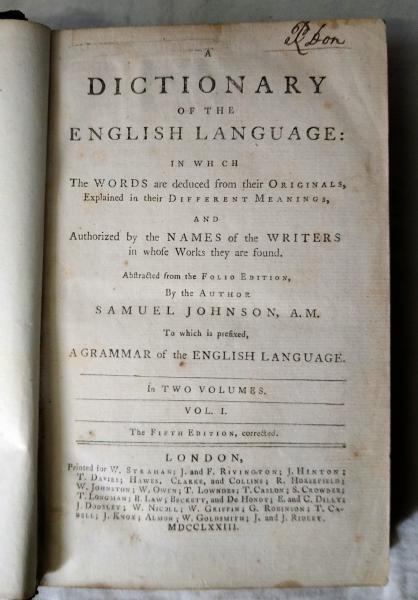 R Don
A
DICTIONARY
OF THE
ENGLISH LANGUAGE:
IN WHCH
The WORDS are deduced from their ORIGINALS,
Explained in their DIFFERENT MEANINGS,
AND
Authorized by the NAMES of the WRITERS
in whose Works they are found.
Abstracted from the FOLIO EDITION,
By the AUTHOR
SAMUEL JOHNSON, A.M.
To which is prefixed,
A GRAMMAR of the ENGLISH LANGUAGE.
In TWO VOLUMES.
VOL. I.
The FIFTH EDITION, corrected.
LONDON,
Printed for W. STRAHAN; J. and F. RIVINGTON; J. HINTON;
T. DAVIES; HAWES, CLARKE, and COLLINS; R. HORSEFIELD;
W. JOHNSTON; W. OWEN; T. LOWNDES; T. CASLON; S. CROWDER;
T. LONGMAN; B. LAW; BECKETT, and DE HONDT; E. and C. DILLY;
J. DODSLEY; W. NICOLL; W. GRIFFIN; G. ROBINSON; T. CA-
DELL; J. KNOX; ALMON; W. GOLDSMITH; J. and J. RIDLEY.
MDCCLXXIII.